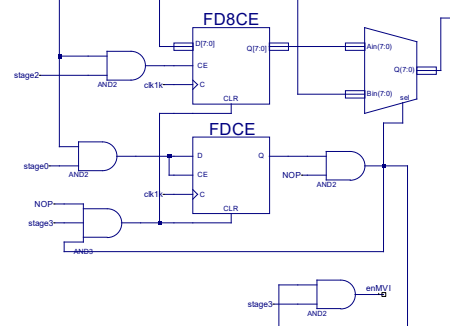 FD8CE
D[7:0]
Q[7:0]
Ain(7:0)
stage2
CE
Q(7:0)
AND2
clk1k
C
Bin(7:0)
CLR
sel
FDCE
D
Q
stage0
AND2
CE
NOP
AND2
clk1k
C
NOP
CLR
stage3
AND3
enMVI
stage3
AND2